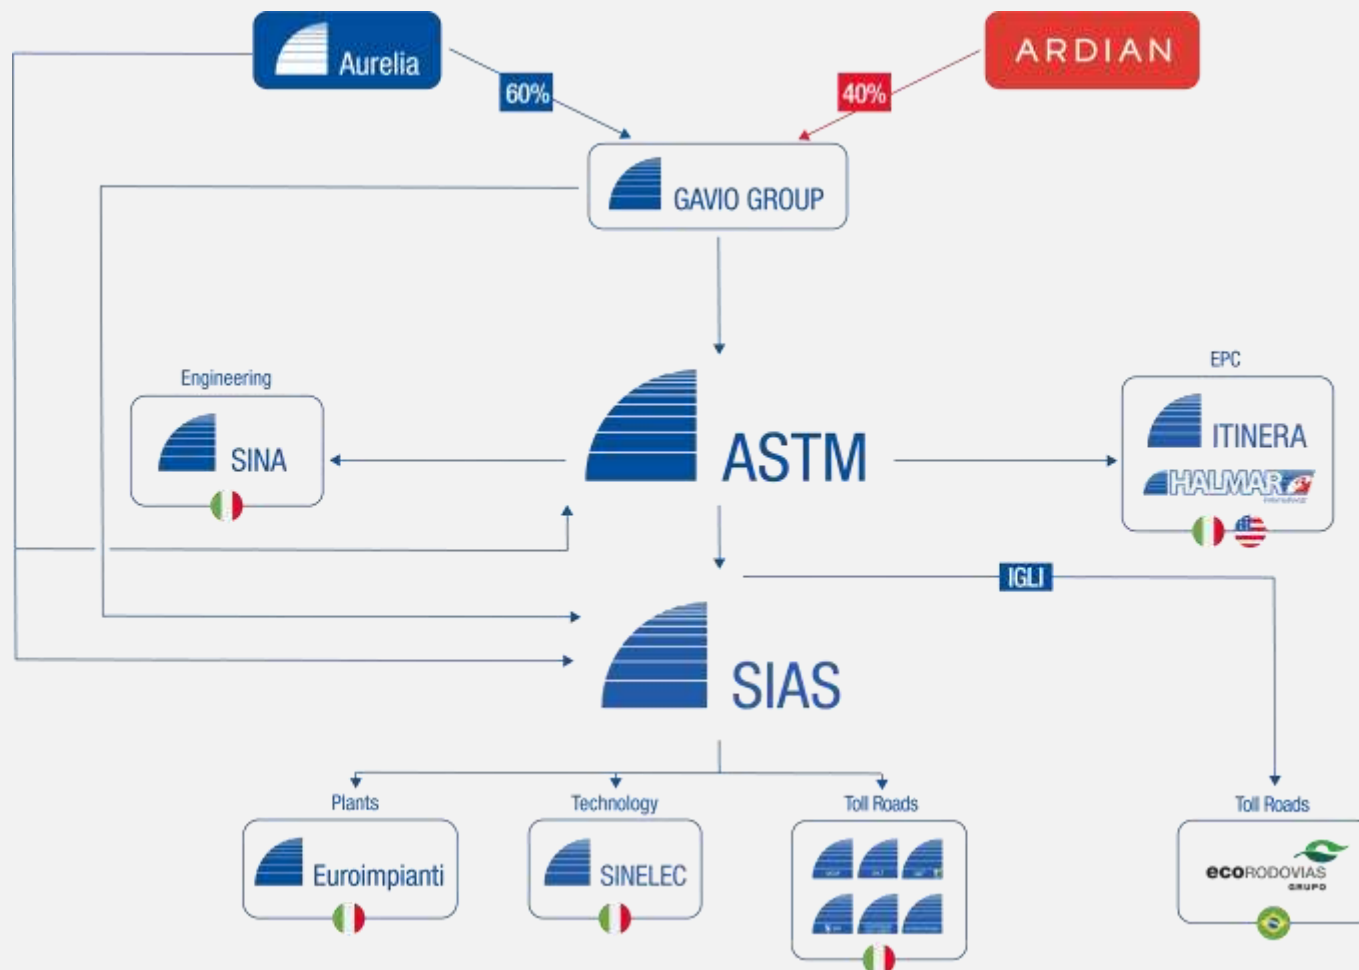 Aurelia
ARDIAN
60%
40%
GAVIO GROUP
Engineering
SINA
ASTM
EPC
ITINERA
HALMAR
IGLI
SIAS
Plants
Technology
Toll Roads
Toll Roads
Euroimpianti
SINELEC
ecoRODOVIAS
GRUPO